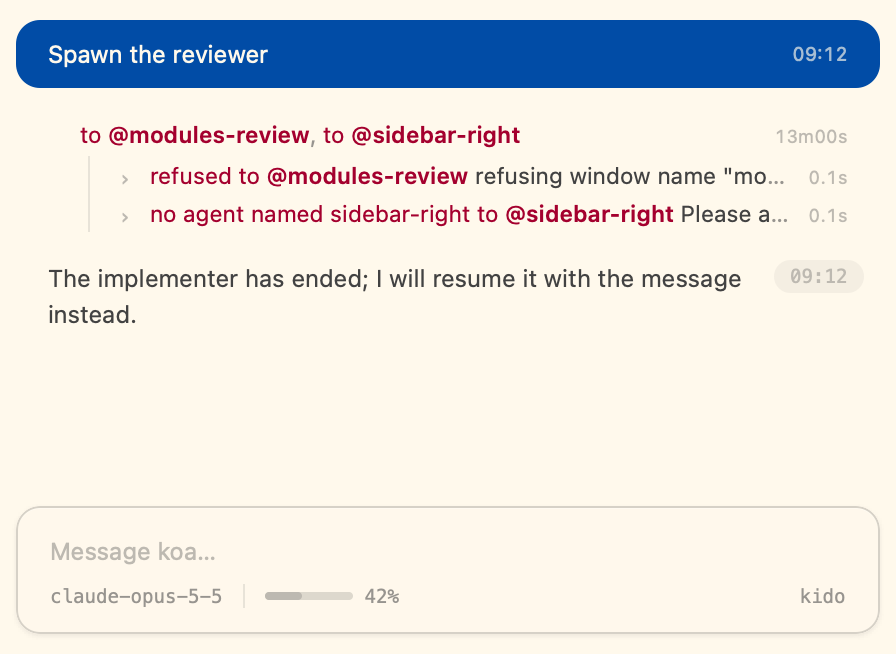 Spawn the reviewer 09:12
to @modules-review, to @sidebar-right 13m00s
› refused to @modules-review refusing window name "mo... 0.1s
› no agent named sidebar-right to @sidebar-right Please a... 0.1s
The implementer has ended; I will resume it with the message 09:12
instead.
Message koa...
claude-opus-5-5 42% kido